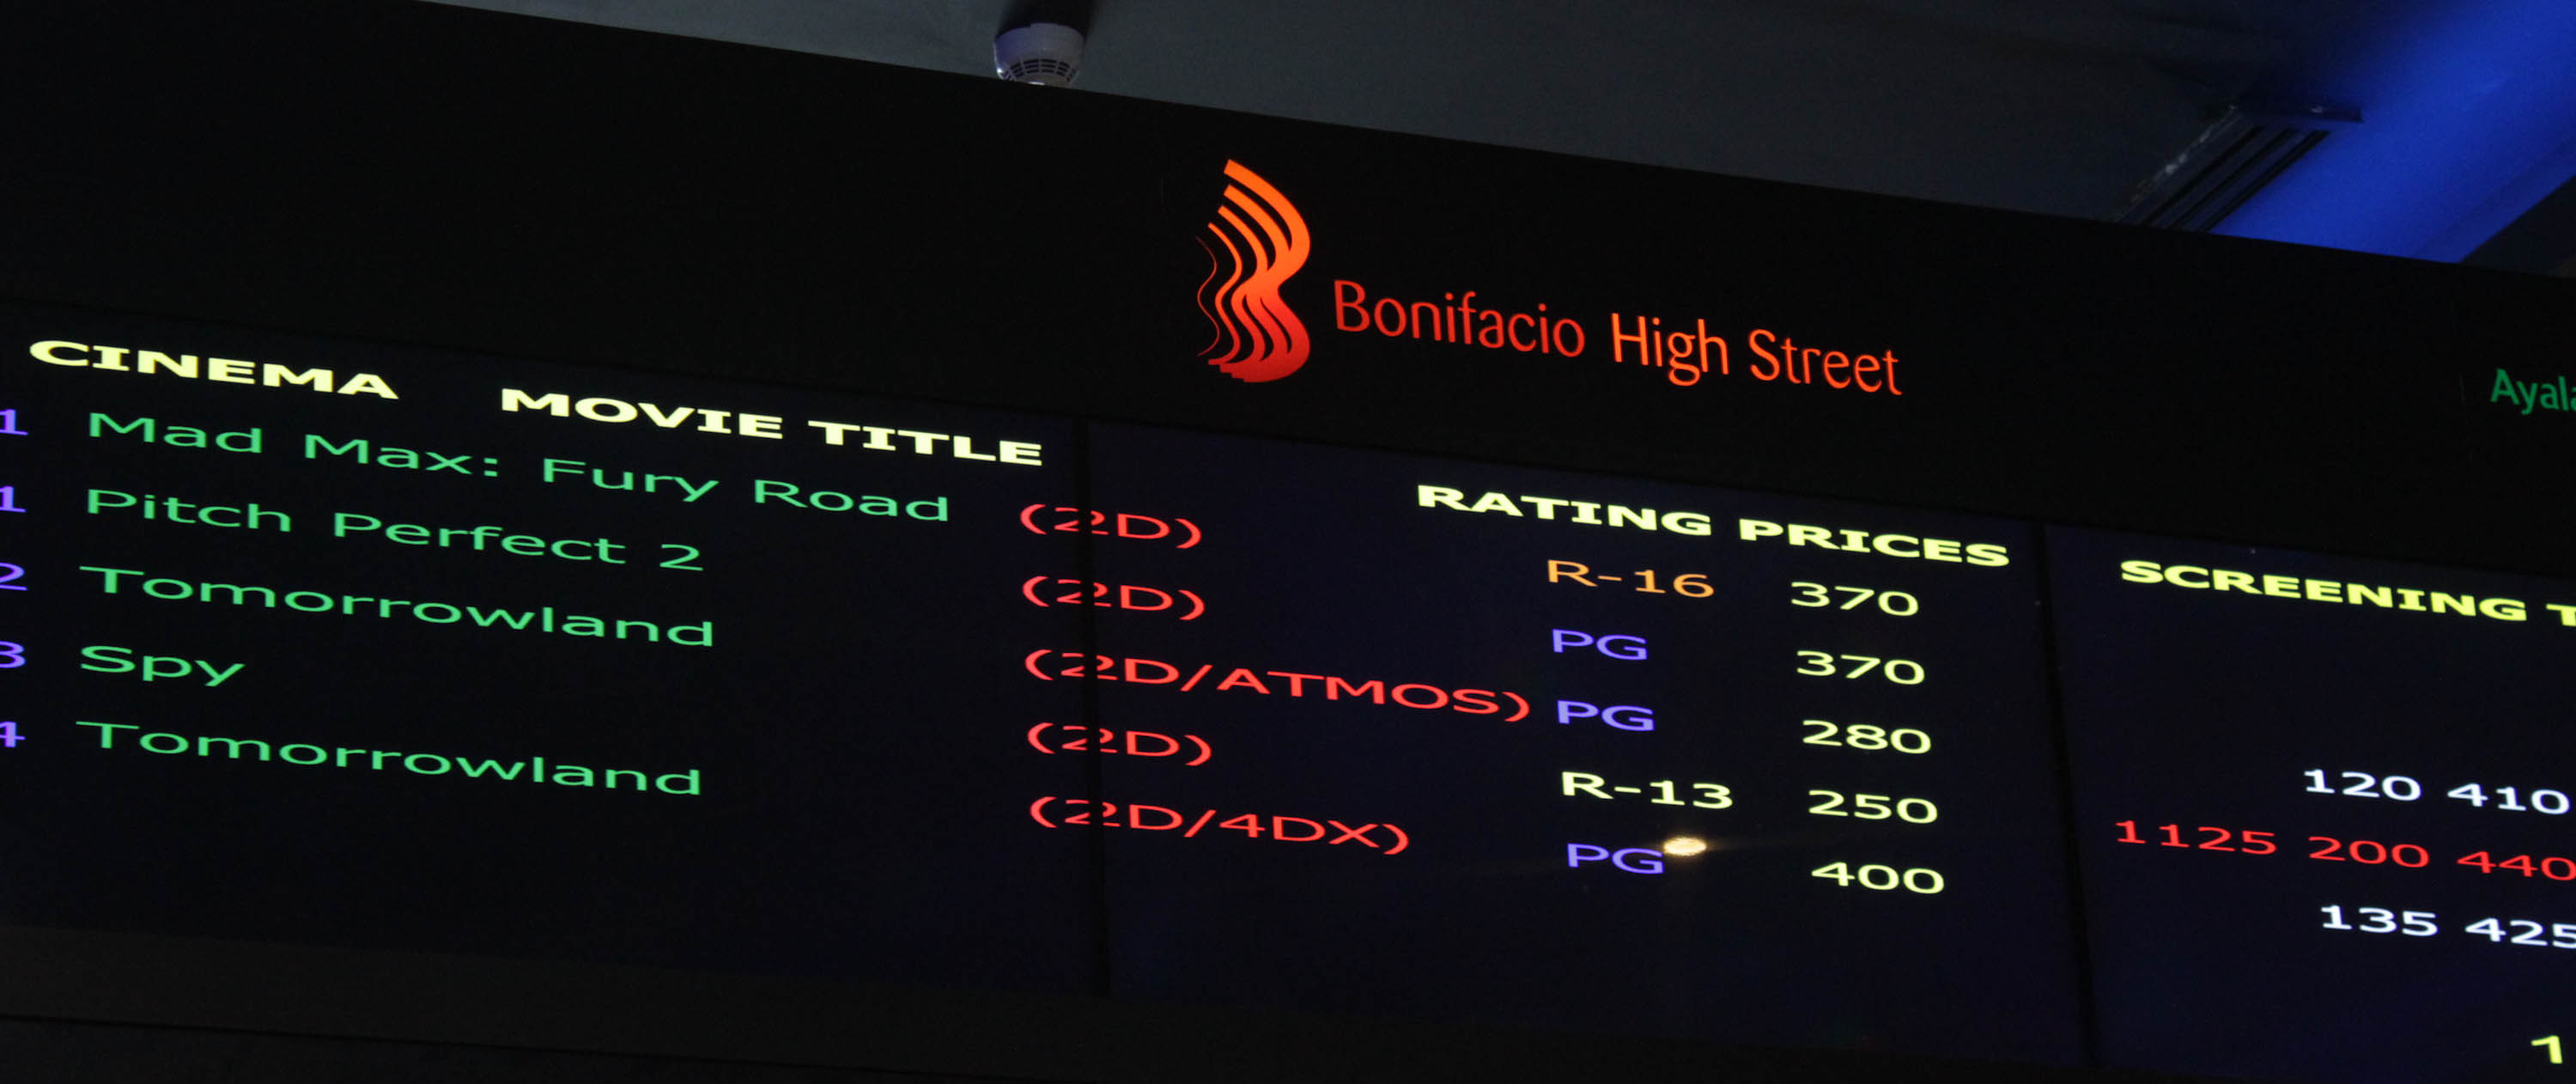 Bonifacio High Street
Ayala
CINEMA MOVIE TITLE RATING PRICES SCREENING T
1 Mad Max: Fury Road (2D) R-16 370
1 Pitch Perfect 2 (2D) PG 370
2 Tomorrowland (2D/ATMOS) PG 280 120 410
3 Spy (2D) R-13 250 1125 200 440
4 Tomorrowland (2D/4DX) PG 400 135 425
1